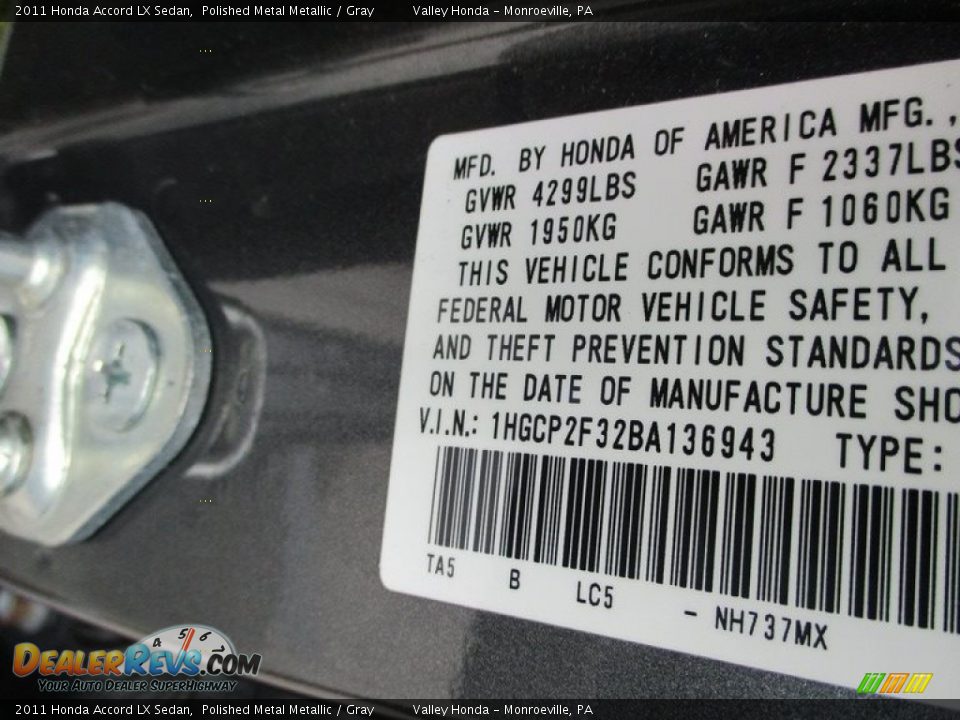 2011 Honda Accord LX Sedan, Polished Metal Metallic / Gray Valley Honda - Monroeville, PA
MFD. BY HONDA OF AMERICA MFG.,
GVWR 4299LBS GAWR F 2337LBS
GVWR 1950KG GAWR F 1060KG
THIS VEHICLE CONFORMS TO ALL
FEDERAL MOTOR VEHICLE SAFETY,
AND THEFT PREVENTION STANDARDS
ON THE DATE OF MANUFACTURE SHO
V.I.N.: 1HGCP2F32BA136943 TYPE:
TA5 B LC5 - NH737MX
4 5 6
DEALERREVS.COM
YOUR AUTO DEALER SUPERHIGHWAY
2011 Honda Accord LX Sedan, Polished Metal Metallic / Gray Valley Honda - Monroeville, PA